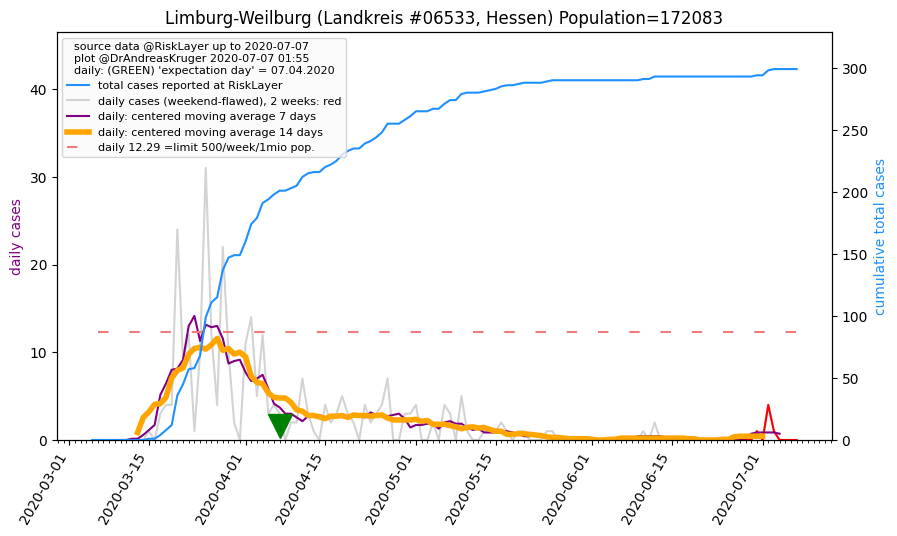 Limburg-Weilburg (Landkreis #06533, Hessen) Population=172083
source data @RiskLayer up to 2020-07-07
plot @DrAndreasKruger 2020-07-07 01:55
daily: (GREEN) 'expectation day' = 07.04.2020
total cases reported at RiskLayer
daily cases (weekend-flawed), 2 weeks: red
daily: centered moving average 7 days
daily: centered moving average 14 days
daily 12.29 =limit 500/week/1mio pop.
daily cases
40
30
20
10
0
cumulative total cases
300
250
200
150
100
50
0
2020-03-01
2020-03-15
2020-04-01
2020-04-15
2020-05-01
2020-05-15
2020-06-01
2020-06-15
2020-07-01